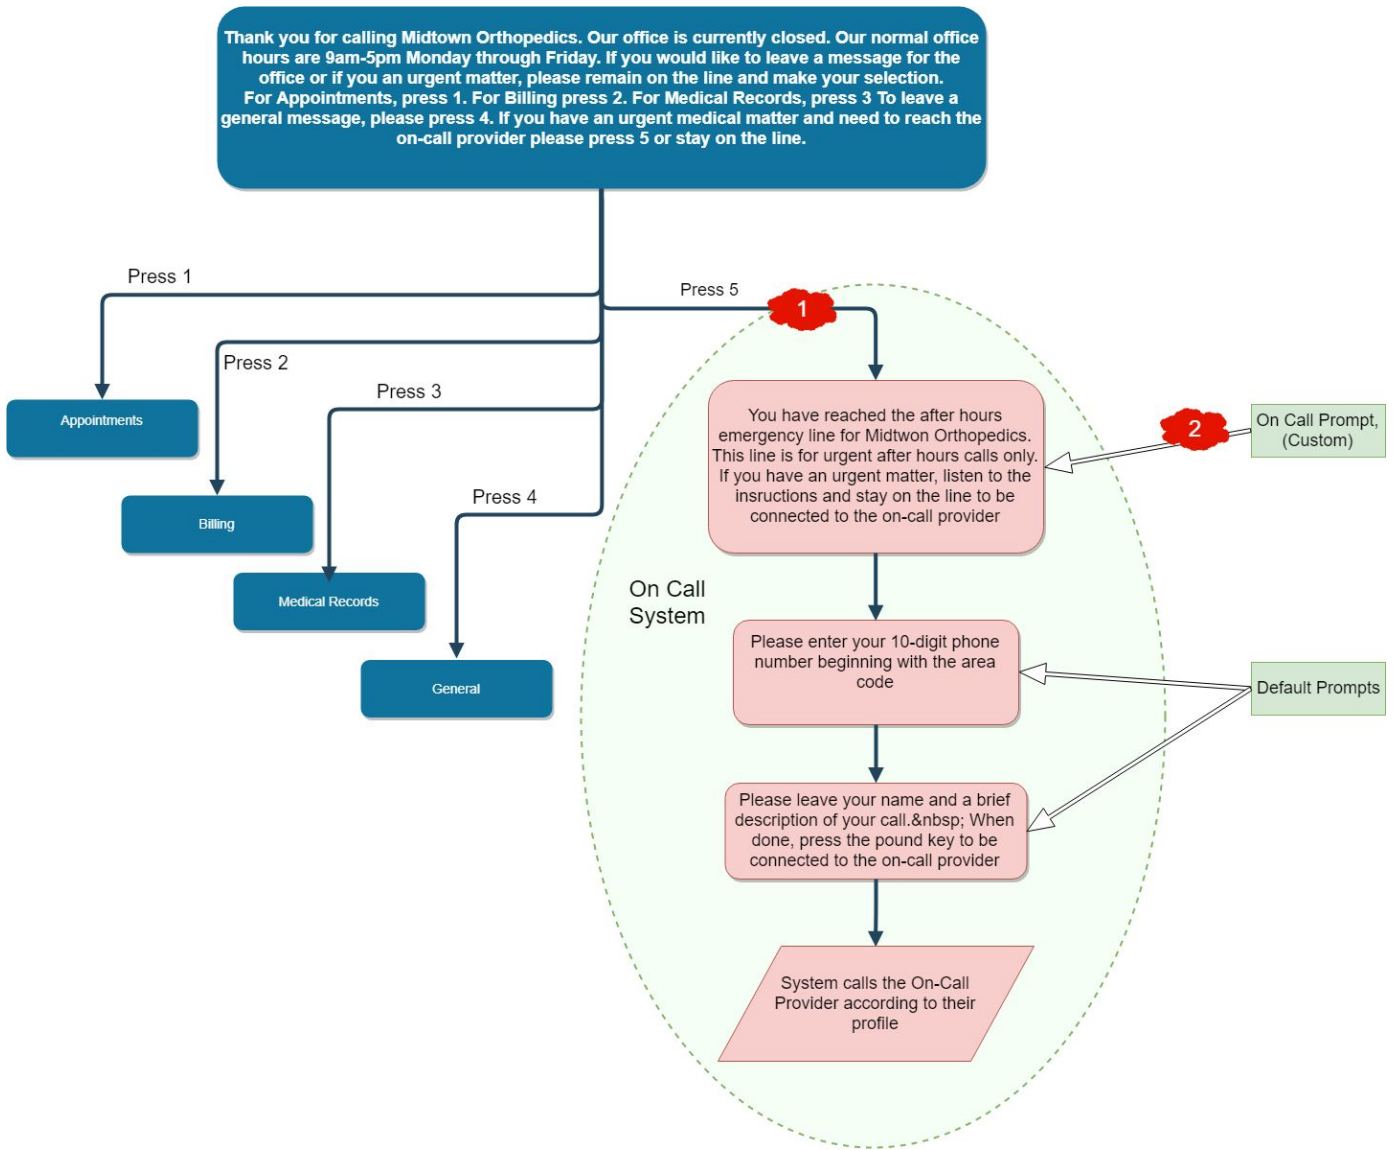 Thank you for calling Midtown Orthopedics. Our office is currently closed. Our normal office
hours are 9am-5pm Monday through Friday. If you would like to leave a message for the
office or if you an urgent matter, please remain on the line and make your selection.
For Appointments, press 1. For Billing press 2. For Medical Records, press 3 To leave a
general message, please press 4. If you have an urgent medical matter and need to reach the
on-call provider please press 5 or stay on the line.
Press 1
Press 5
1
Press 2
Press 3
Appointments
You have reached the after hours
emergency line for Midtwon Orthopedics.
This line is for urgent after hours calls only.
If you have an urgent matter, listen to the
insructions and stay on the line to be
connected to the on-call provider
2
On Call Prompt,
(Custom)
Press 4
Billing
Medical Records
On Call
System
General
Please enter your 10-digit phone
number beginning with the area
code
Default Prompts
Please leave your name and a brief
description of your call.&nbsp; When
done, press the pound key to be
connected to the on-call provider
System calls the On-Call
Provider according to their
profile